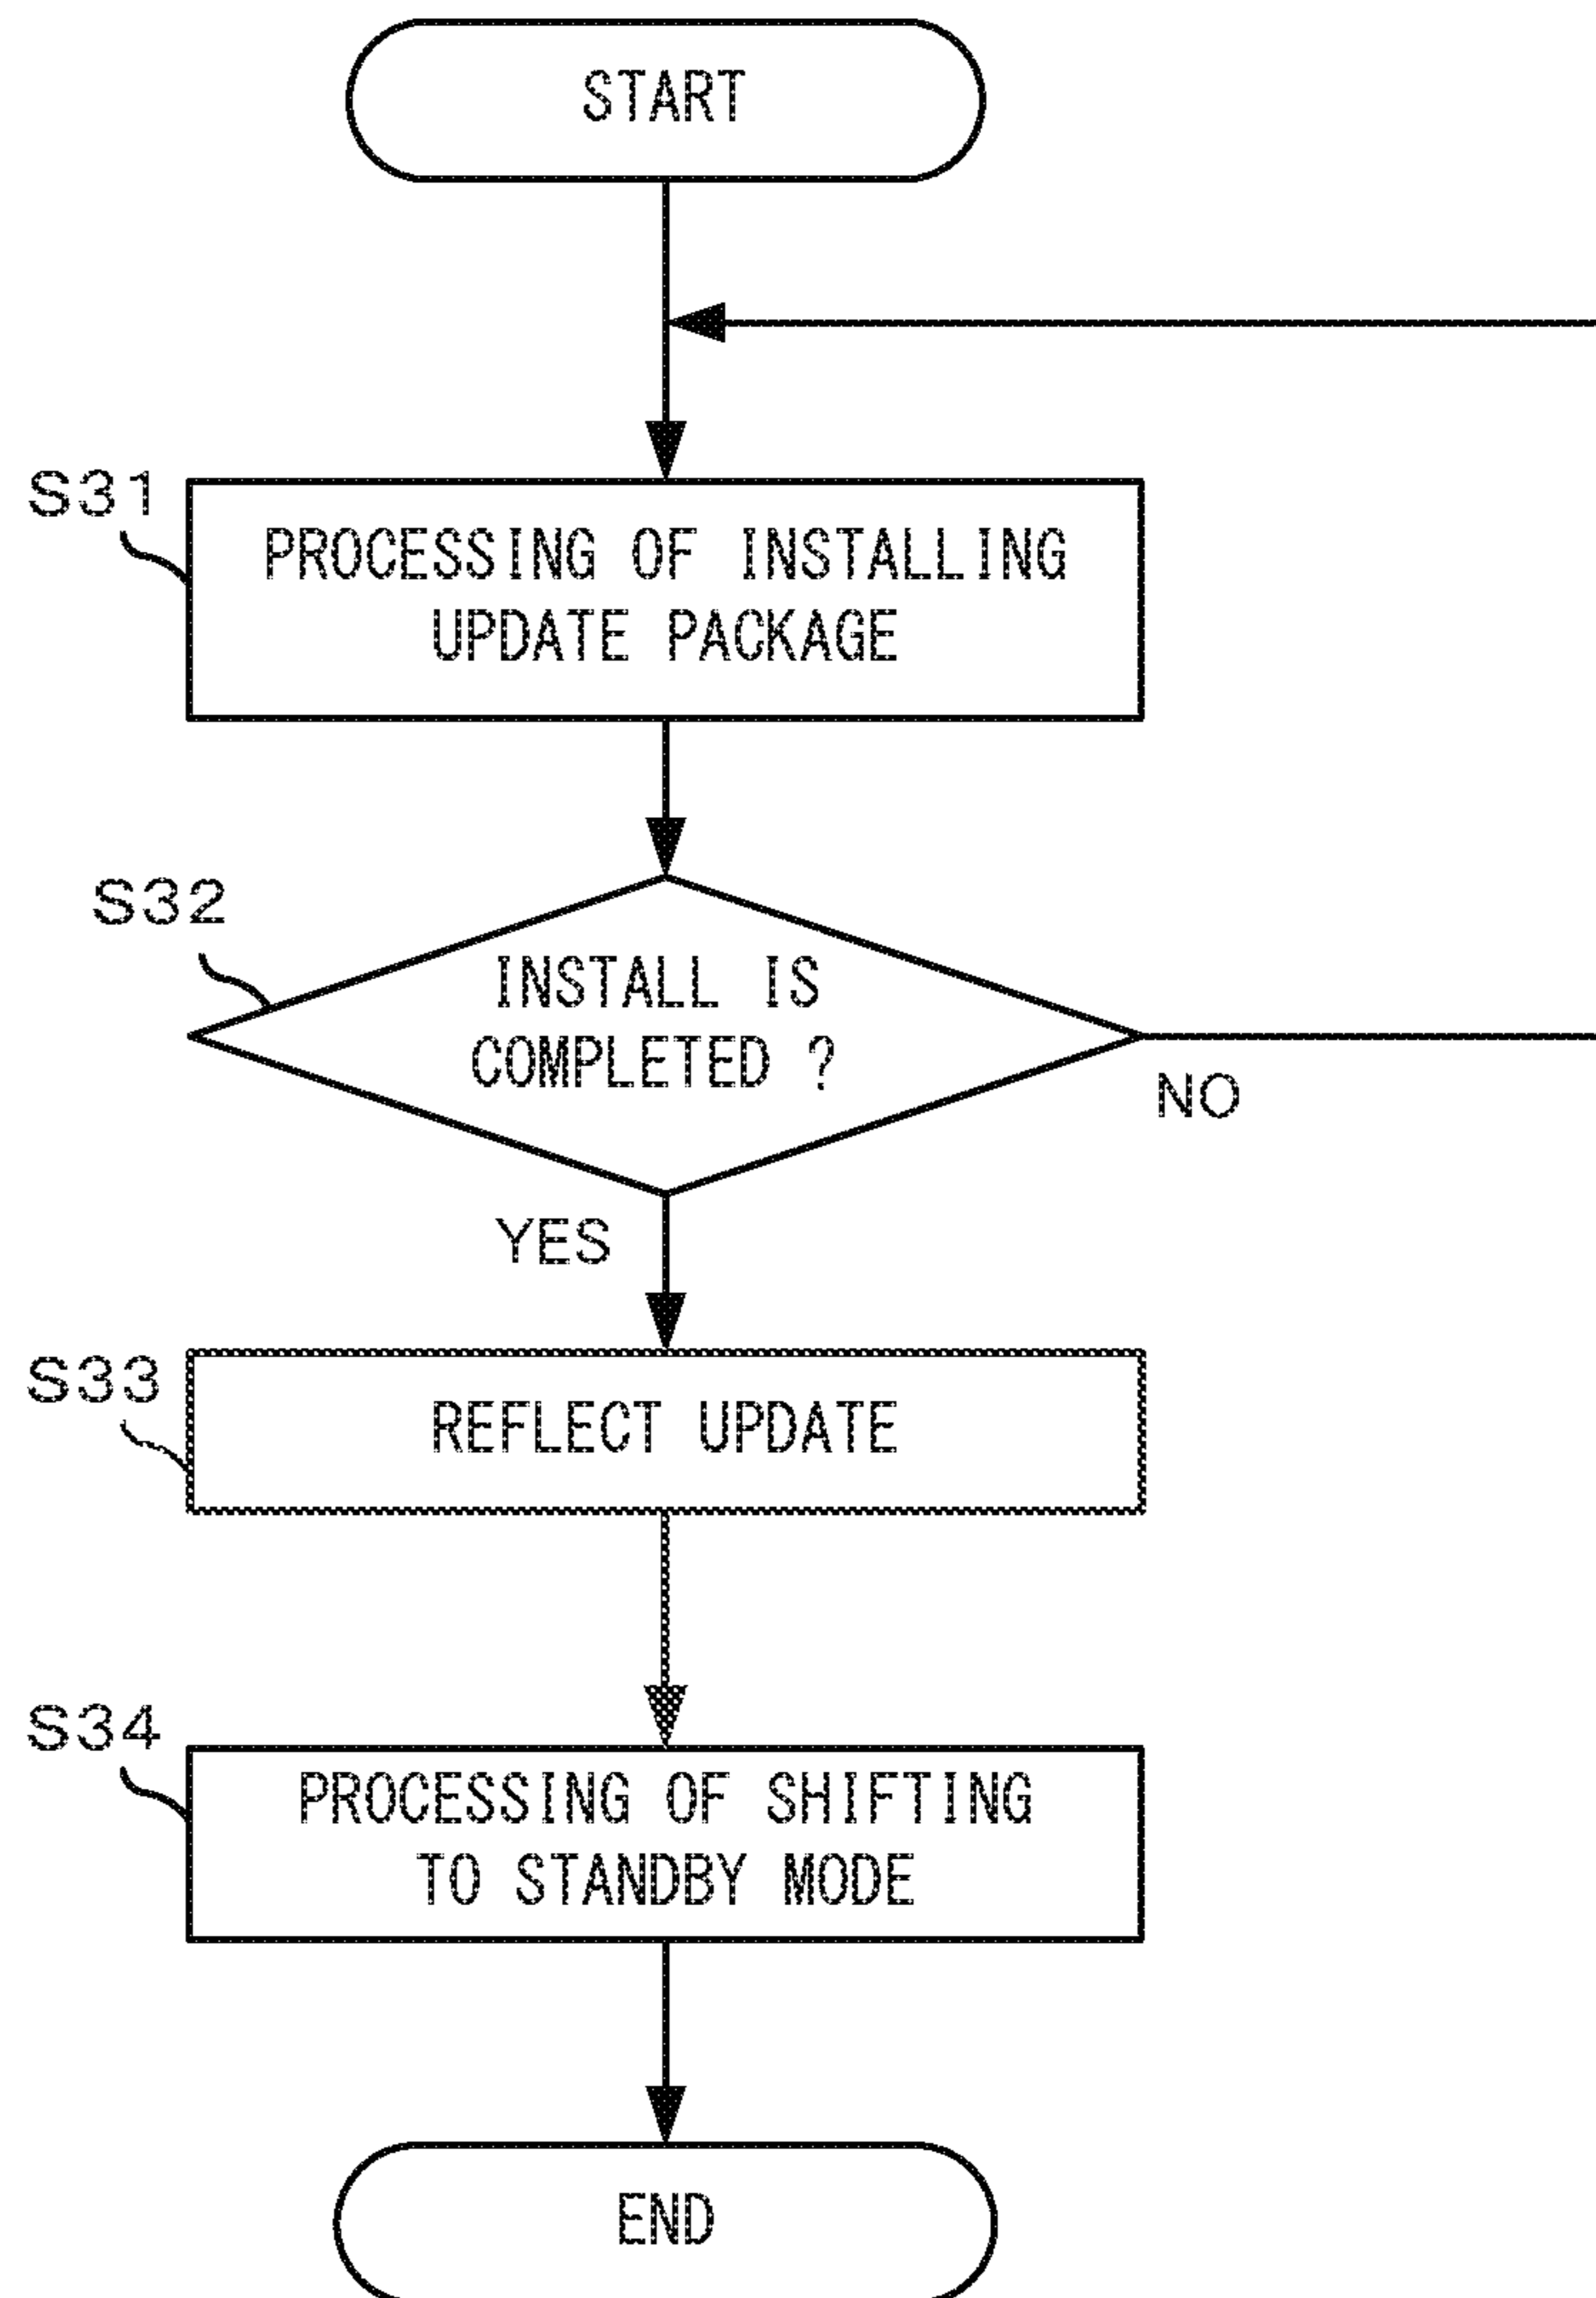 START
S31
PROCESSING OF INSTALLING
UPDATE PACKAGE
S32
INSTALL IS
COMPLETED ?
NO
YES
S33
REFLECT UPDATE
S34
PROCESSING OF SHIFTING
TO STANDBY MODE
END